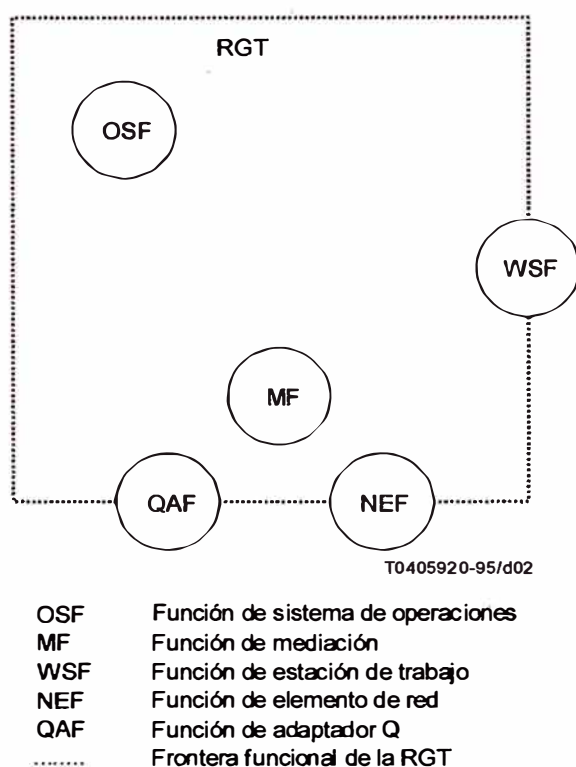 RGT
OSF
WSF
MF
QAF
NEF
T0405920-95/d02
OSF Función de sistema de operaciones
MF Función de mediación
WSF Función de estación de trabajo
NEF Función de elemento de red
QAF Función de adaptador Q
........ Frontera funcional de la RGT